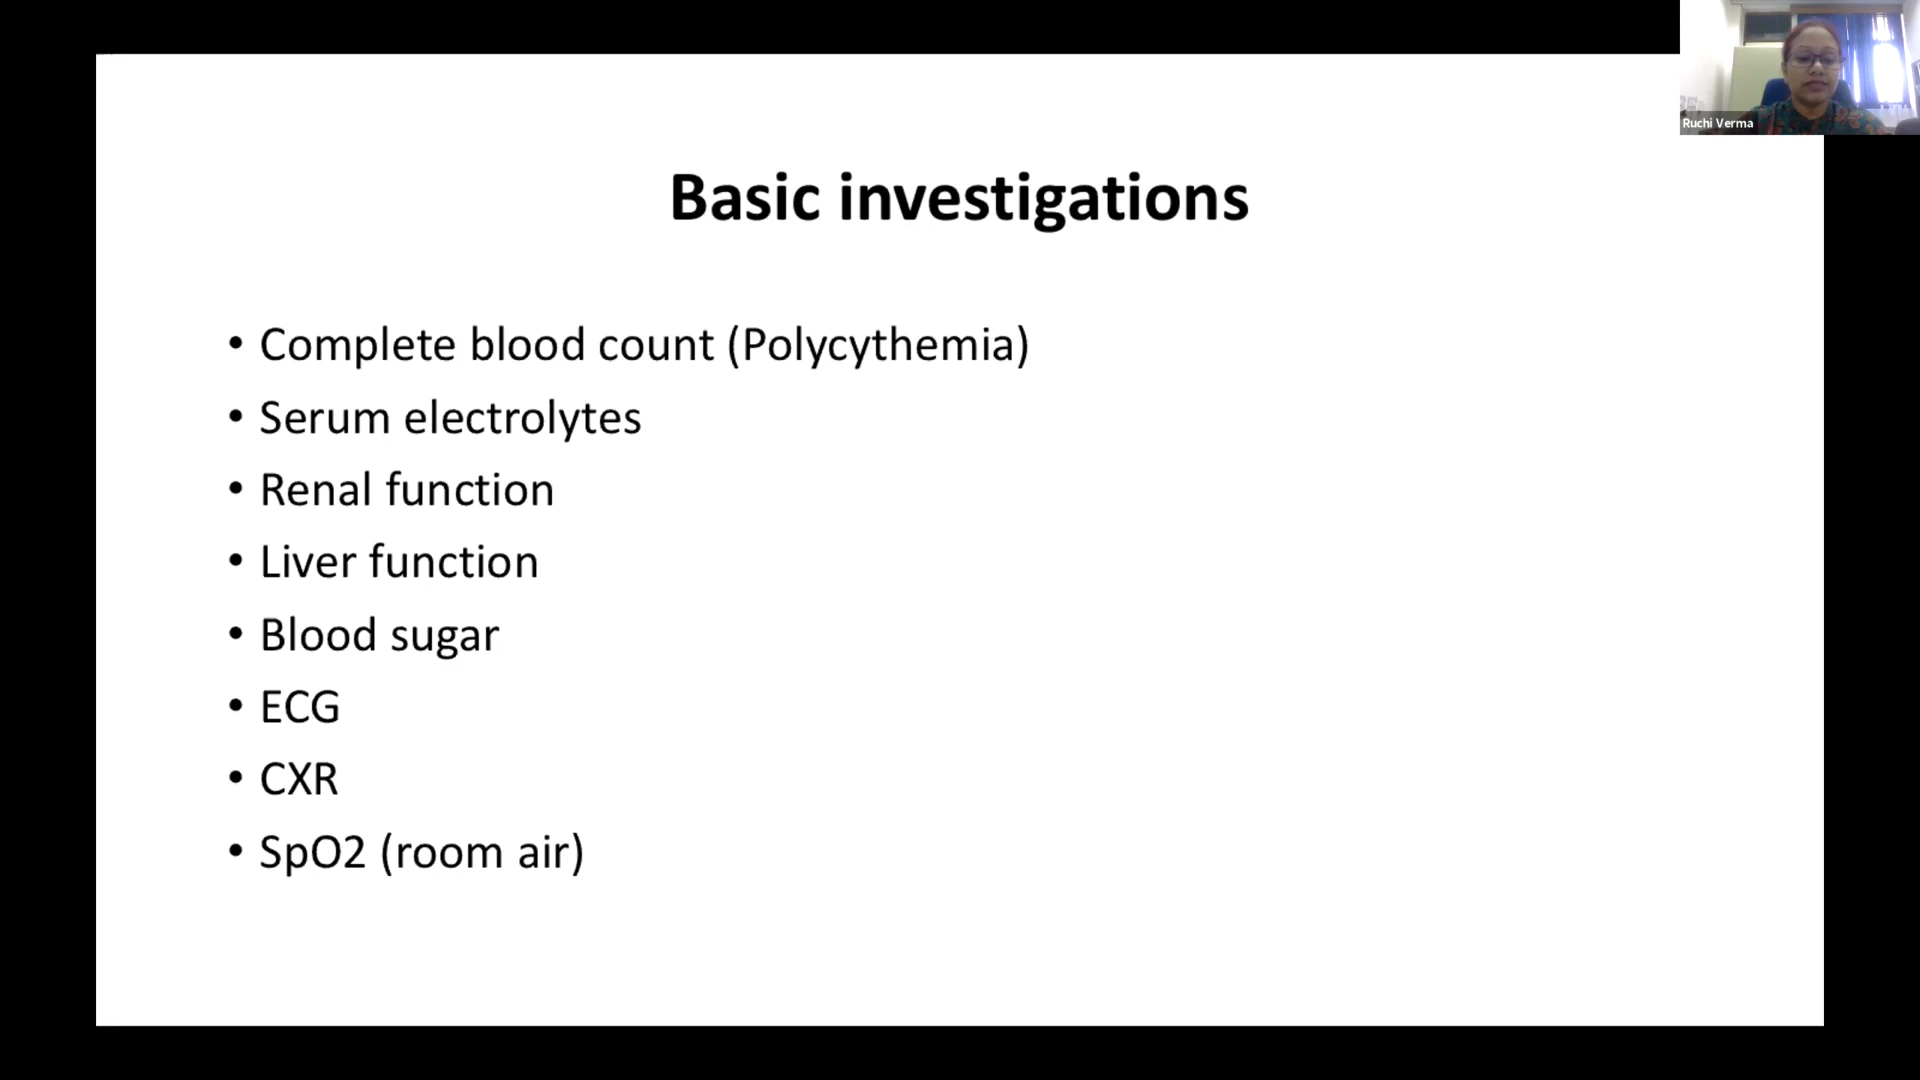 Ruchi Verma
Basic investigations
• Complete blood count (Polycythemia)
• Serum electrolytes
• Renal function
• Liver function
• Blood sugar
• ECG
• CXR
• SpO2 (room air)